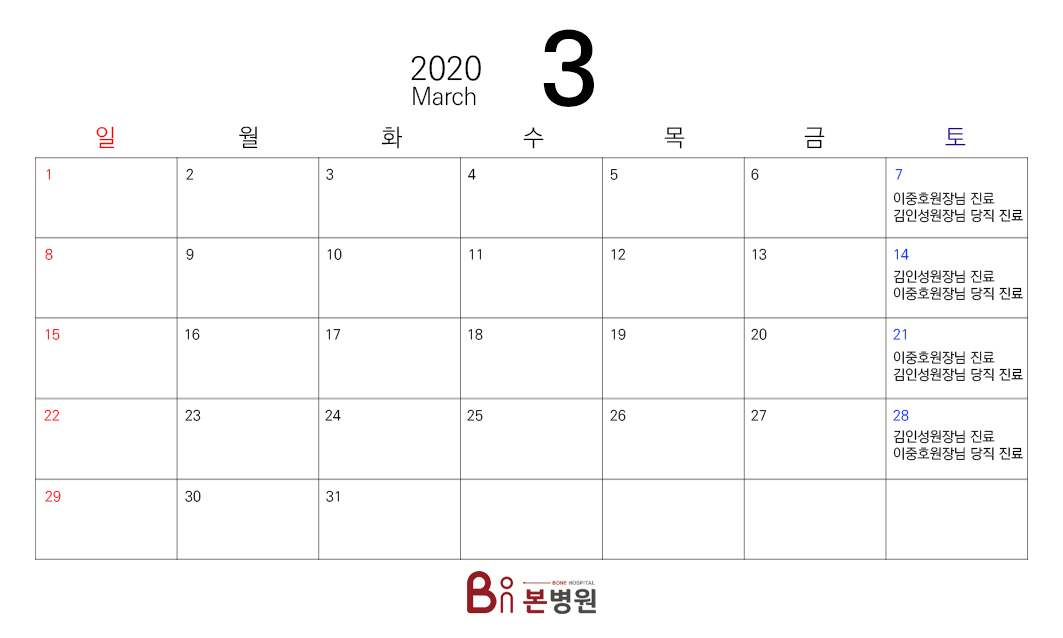 2020
March
3
일 월 화 수 목 금 토
1 2 3 4 5 6 7
이중호원장님 진료
김인성원장님 당직 진료
8 9 10 11 12 13 14
김인성원장님 진료
이중호원장님 당직 진료
15 16 17 18 19 20 21
이중호원장님 진료
김인성원장님 당직 진료
22 23 24 25 26 27 28
김인성원장님 진료
이중호원장님 당직 진료
29 30 31
BONE HOSPITAL
본병원